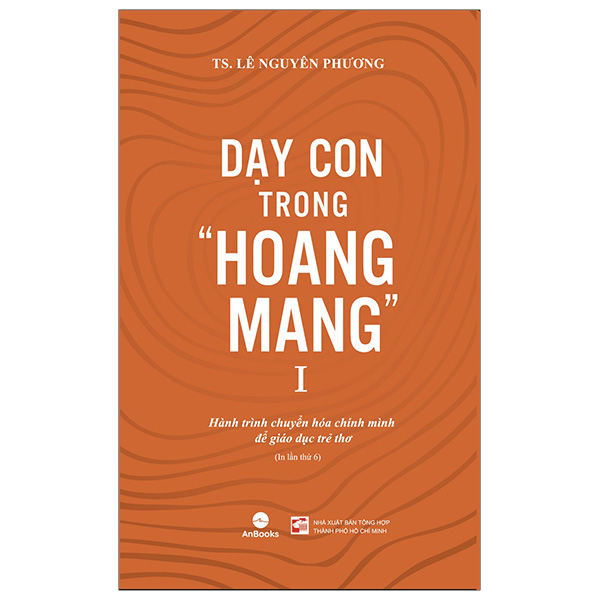 TS. LÊ NGUYÊN PHƯƠNG
DẠY CON
TRONG
“HOANG
MANG”
I
Hành trình chuyển hóa chính mình
để giáo dục trẻ thơ
(In lần thứ 6)
AnBooks
NHÀ XUẤT BẢN TỔNG HỢP
THÀNH PHỐ HỒ CHÍ MINH